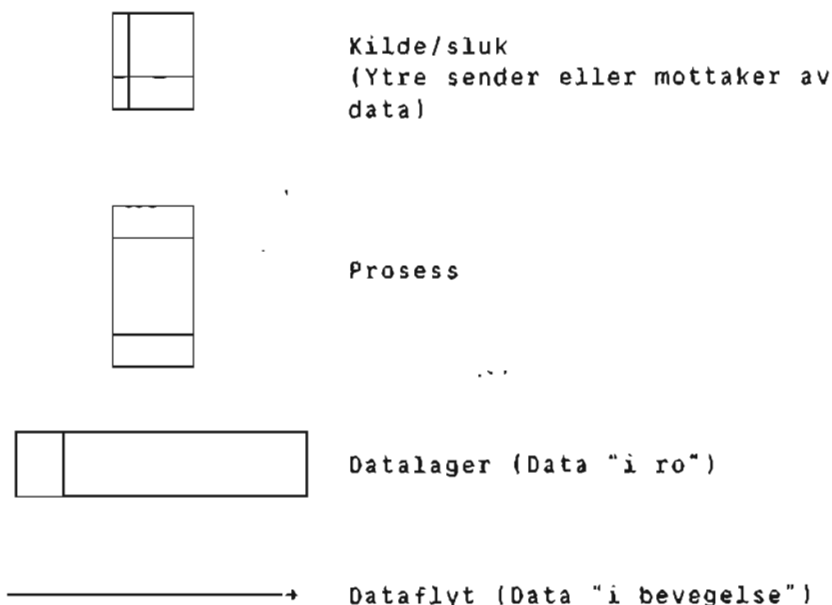 Kilde/sluk
(Ytre sender eller mottaker av
data)
Prosess
Datalager (Data "i ro")
Dataflyt (Data "i bevegelse")